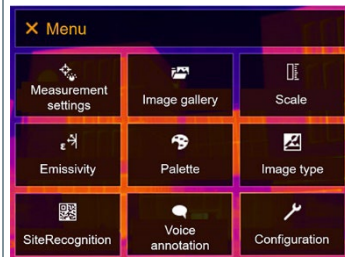 × Menu
Measurement
settings
Image gallery
Scale
ε
Emissivity
Palette
Image type
SiteRecognition
Voice
annotation
Configuration